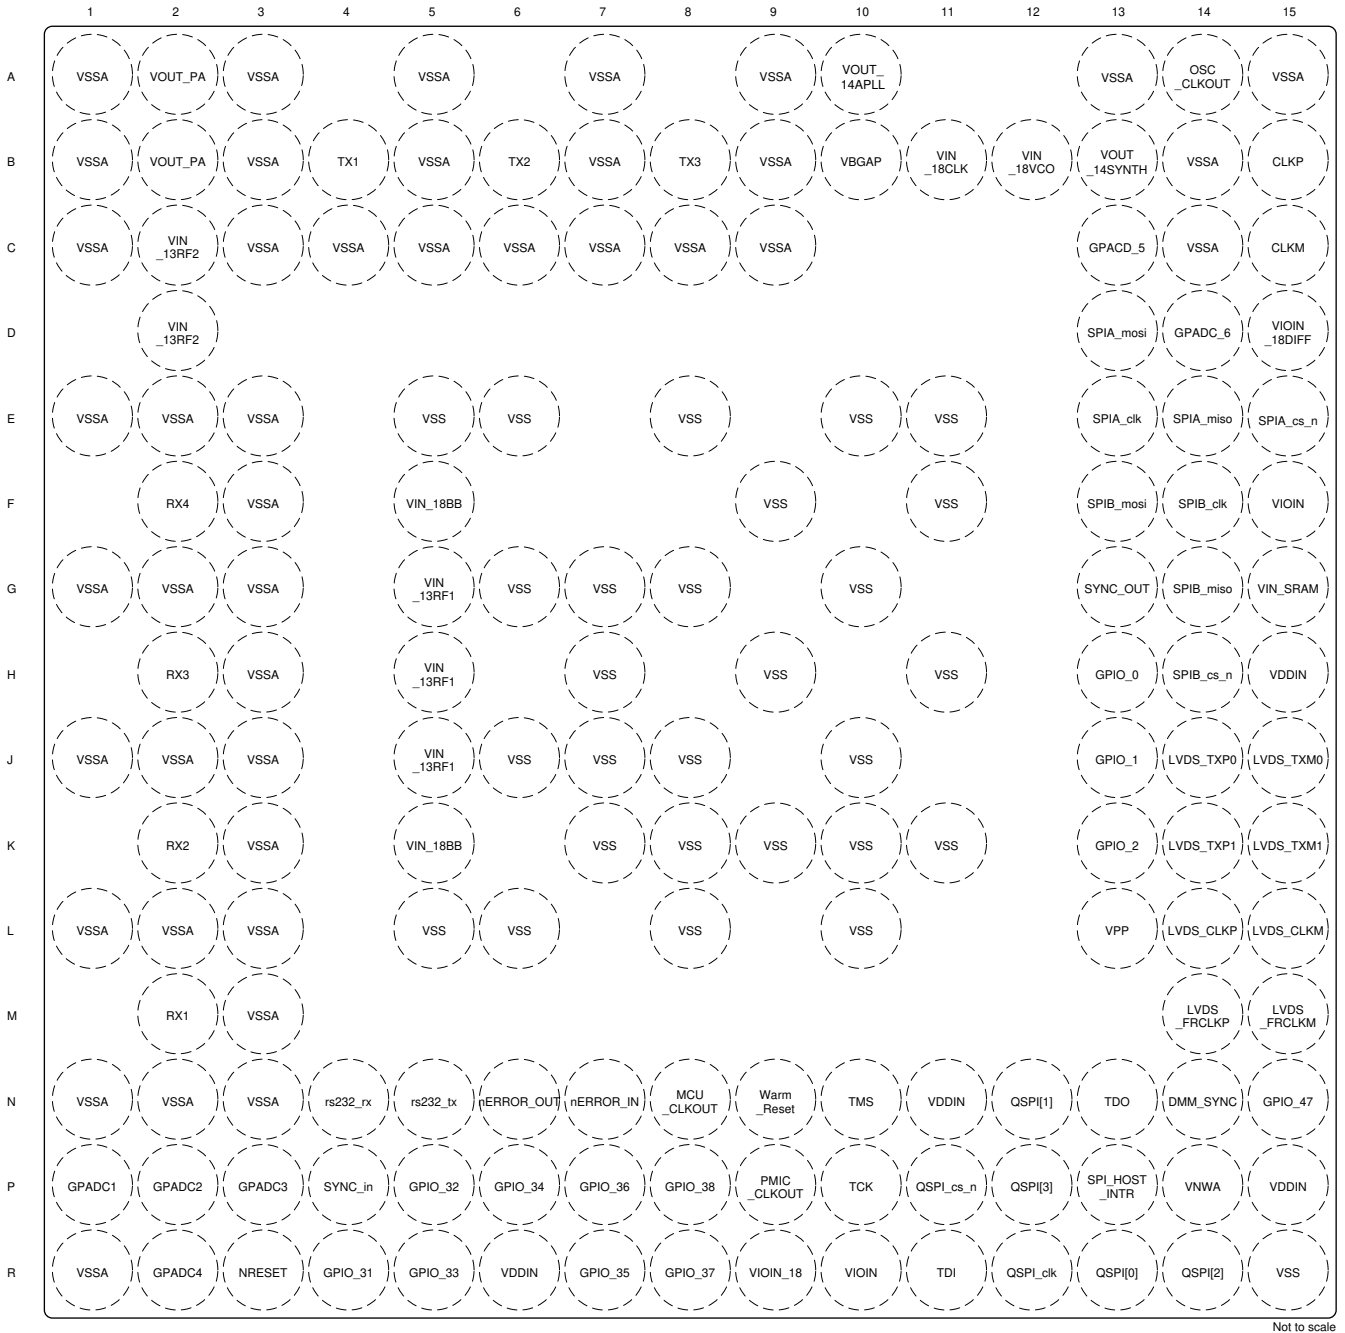 1 2 3 4 5 6 7 8 9 10 11 12 13 14 15
A VSSA VOUT_PA VSSA VSSA VSSA VSSA VOUT_ 14APLL VSSA OSC _CLKOUT VSSA
B VSSA VOUT_PA VSSA TX1 VSSA TX2 VSSA TX3 VSSA VBGAP VIN _18CLK VIN _18VCO VOUT _14SYNTH VSSA CLKP
C VSSA VIN _13RF2 VSSA VSSA VSSA VSSA VSSA VSSA VSSA GPACD_5 VSSA CLKM
D VIN _13RF2 SPIA_mosi GPADC_6 VIOIN _18DIFF
E VSSA VSSA VSSA VSS VSS VSS VSS VSS SPIA_clk SPIA_miso SPIA_cs_n
F RX4 VSSA VIN_18BB VSS VSS SPIB_mosi SPIB_clk VIOIN
G VSSA VSSA VSSA VIN _13RF1 VSS VSS VSS VSS SYNC_OUT SPIB_miso VIN_SRAM
H RX3 VSSA VIN _13RF1 VSS VSS VSS GPIO_0 SPIB_cs_n VDDIN
J VSSA VSSA VSSA VIN _13RF1 VSS VSS VSS VSS GPIO_1 LVDS_TXP0 LVDS_TXM0
K RX2 VSSA VIN_18BB VSS VSS VSS VSS VSS GPIO_2 LVDS_TXP1 LVDS_TXM1
L VSSA VSSA VSSA VSS VSS VSS VSS VPP LVDS_CLKP LVDS_CLKM
M RX1 VSSA LVDS _FRCLKP LVDS _FRCLKM
N VSSA VSSA VSSA rs232_rx rs232_tx nERROR_OUT nERROR_IN MCU _CLKOUT Warm _Reset TMS VDDIN QSPI[1] TDO DMM_SYNC GPIO_47
P GPADC1 GPADC2 GPADC3 SYNC_in GPIO_32 GPIO_34 GPIO_36 GPIO_38 PMIC _CLKOUT TCK QSPI_cs_n QSPI[3] SPI_HOST _INTR VNWA VDDIN
R VSSA GPADC4 NRESET GPIO_31 GPIO_33 VDDIN GPIO_35 GPIO_37 VIOIN_18 VIOIN TDI QSPI_clk QSPI[0] QSPI[2] VSS
Not to scale